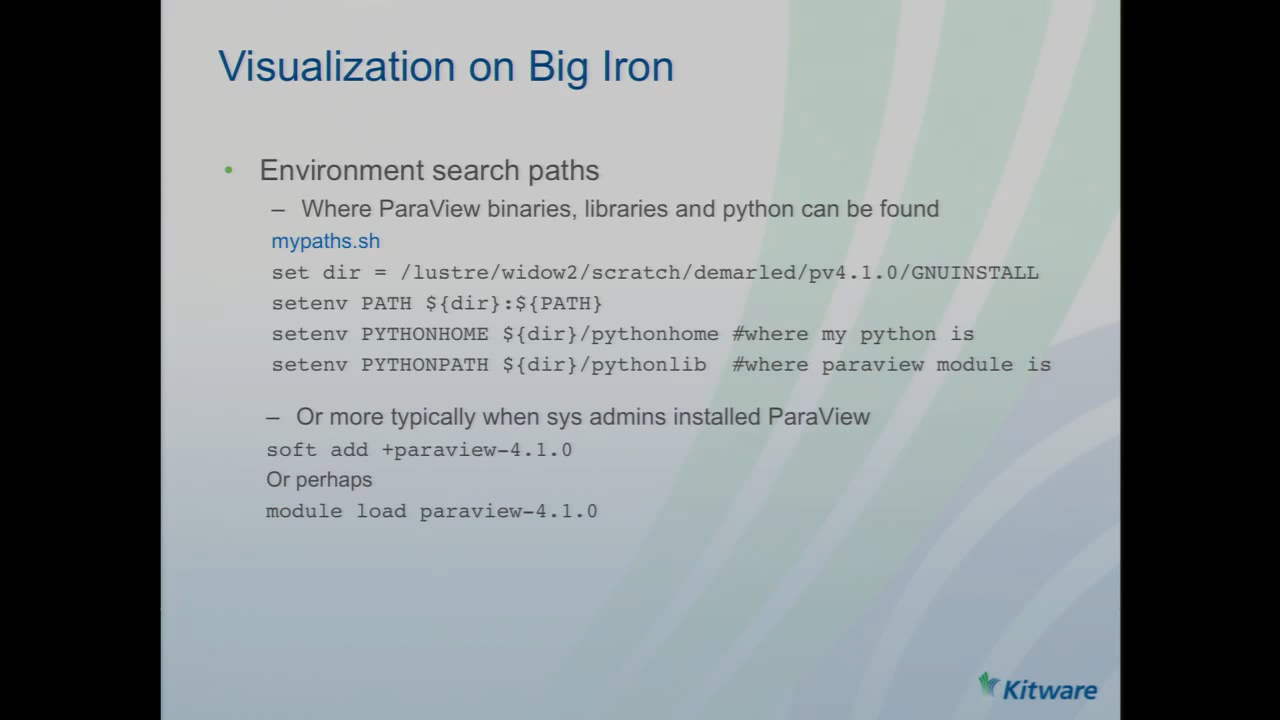 Visualization on Big Iron
• Environment search paths
– Where ParaView binaries, libraries and python can be found
mypaths.sh
set dir = /lustre/widow2/scratch/demarled/pv4.1.0/GNUINSTALL
setenv PATH ${dir}:${PATH}
setenv PYTHONHOME ${dir}/pythonhome #where my python is
setenv PYTHONPATH ${dir}/pythonlib #where paraview module is
– Or more typically when sys admins installed ParaView
soft add +paraview-4.1.0
Or perhaps
module load paraview-4.1.0
Kitware